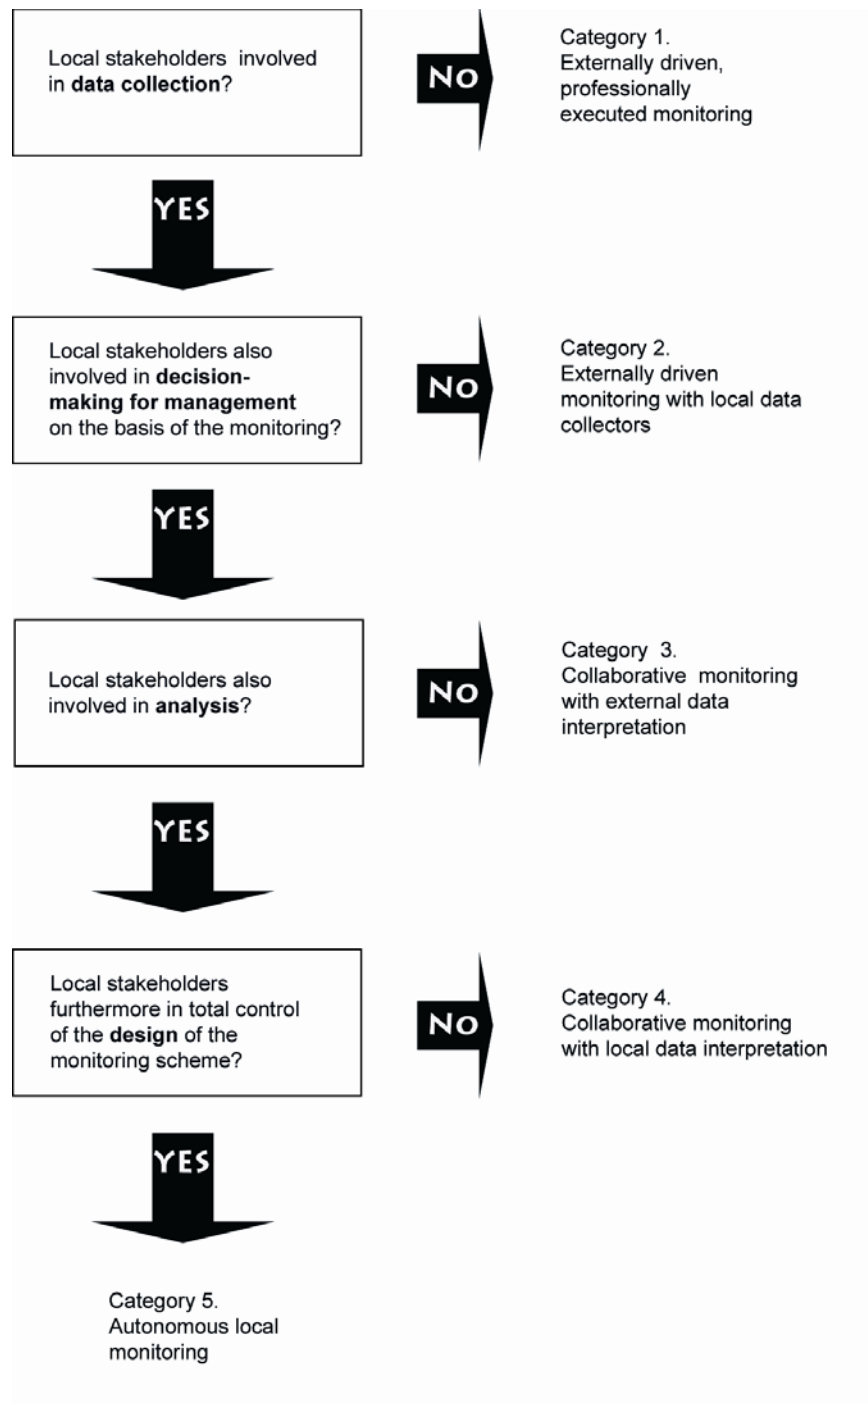 Local stakeholders involved
in data collection?
NO
Category 1.
Externally driven,
professionally
executed monitoring
YES
Local stakeholders also
involved in decision-
making for management
on the basis of the monitoring?
NO
Category 2.
Externally driven
monitoring with local data
collectors
YES
Local stakeholders also
involved in analysis?
NO
Category 3.
Collaborative monitoring
with external data
interpretation
YES
Local stakeholders
furthermore in total control
of the design of the
monitoring scheme?
NO
Category 4.
Collaborative monitoring
with local data interpretation
YES
Category 5.
Autonomous local
monitoring